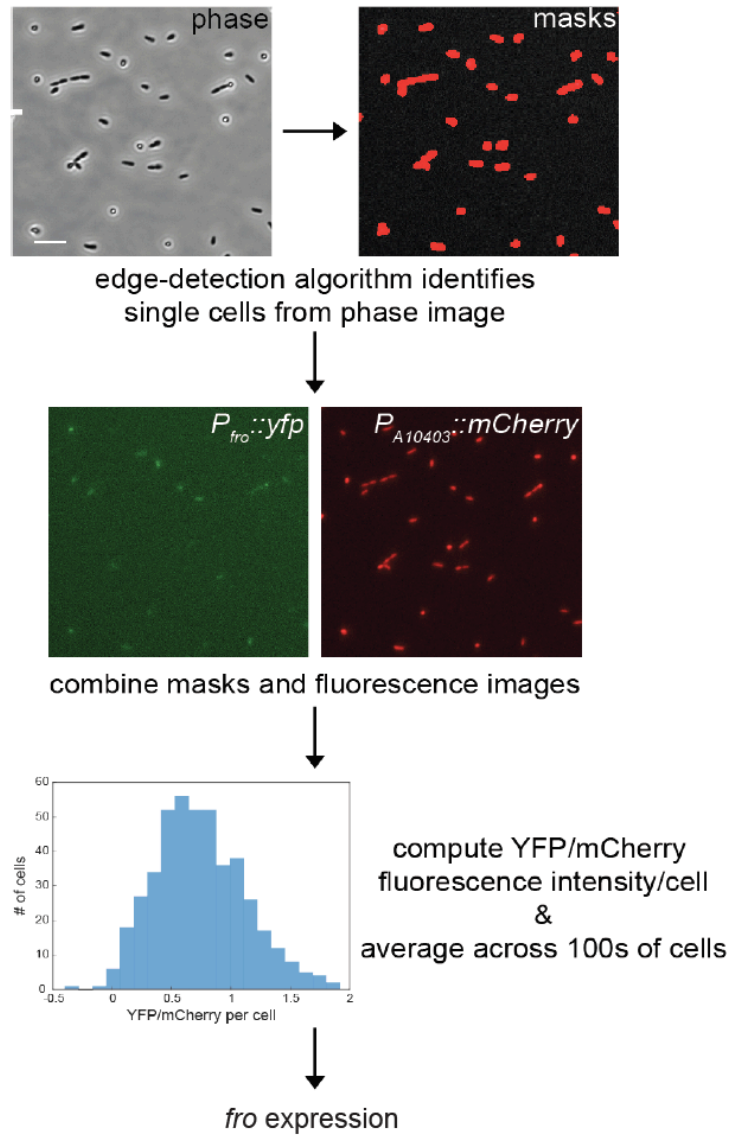 phase
masks
edge-detection algorithm identifies
single cells from phase image
P_fro::yfp
P_A10403::mCherry
combine masks and fluorescence images
60
50
40
30
20
10
0
# of cells
-0.5
0
0.5
1
1.5
2
YFP/mCherry per cell
compute YFP/mCherry
fluorescence intensity/cell
&
average across 100s of cells
fro expression